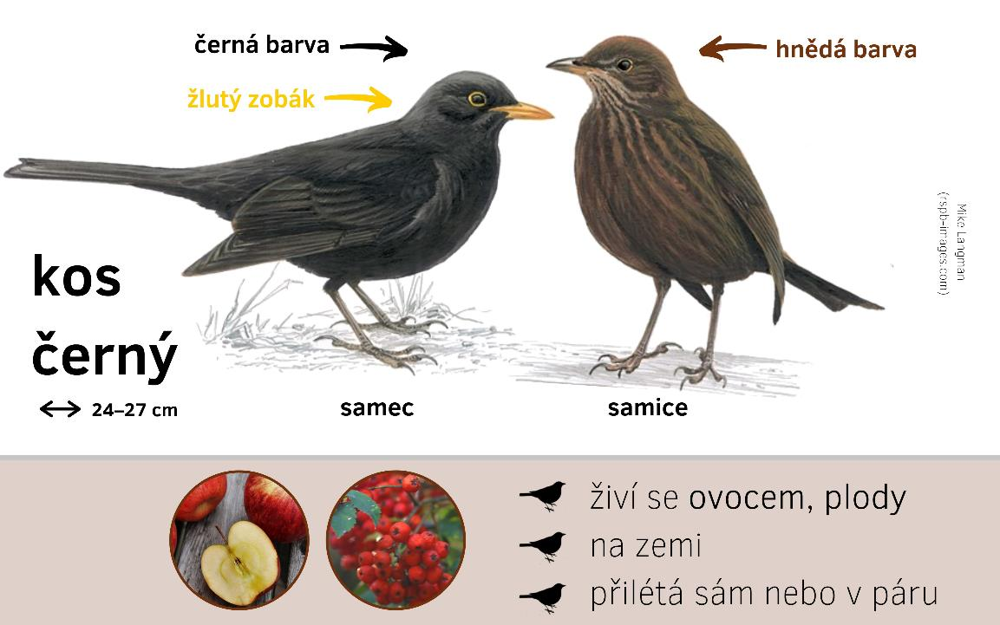 černá barva
hnědá barva
žlutý zobák
Mike Langman
(rspb-images.com)
kos
černý
24–27 cm
samec
samice
živí se ovocem, plody
na zemi
přilétá sám nebo v páru